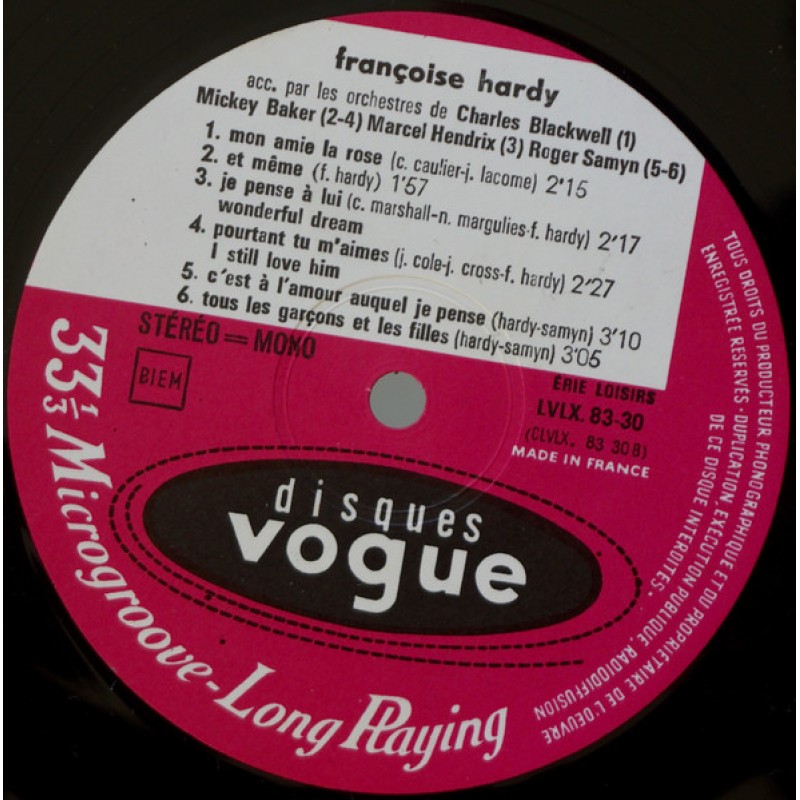 françoise hardy
acc. par les orchestres de Charles Blackwell (1)
Mickey Baker (2-4) Marcel Hendrix (3) Roger Samyn (5-6)
1. mon amie la rose (c. caulier-j. lacome) 2'15
2. et même (f. hardy) 1'57
3. je pense à lui (c. marshall-n. margulies-f. hardy) 2'17
wonderful dream
4. pourtant tu m'aimes (j. cole-j. cross-f. hardy) 2'27
I still love him
5. c'est à l'amour auquel je pense (hardy-samyn) 3'10
6. tous les garçons et les filles (hardy-samyn) 3'05
STÉRÉO = MONO
BIEM
ÉRIE LOISIRS
LVLX. 83-30
(CLVLX. 83 30 B)
MADE IN FRANCE
disques
vogue
33 1/3 Microgroove-Long Playing
TOUS DROITS DU PRODUCTEUR PHONOGRAPHIQUE ET DU PROPRIÉTAIRE DE L'OEUVRE
ENREGISTRÉE RESERVÉS · DUPLICATION, EXÉCUTION PUBLIQUE, RADIODIFFUSION
DE CE DISQUE INTERDITES.